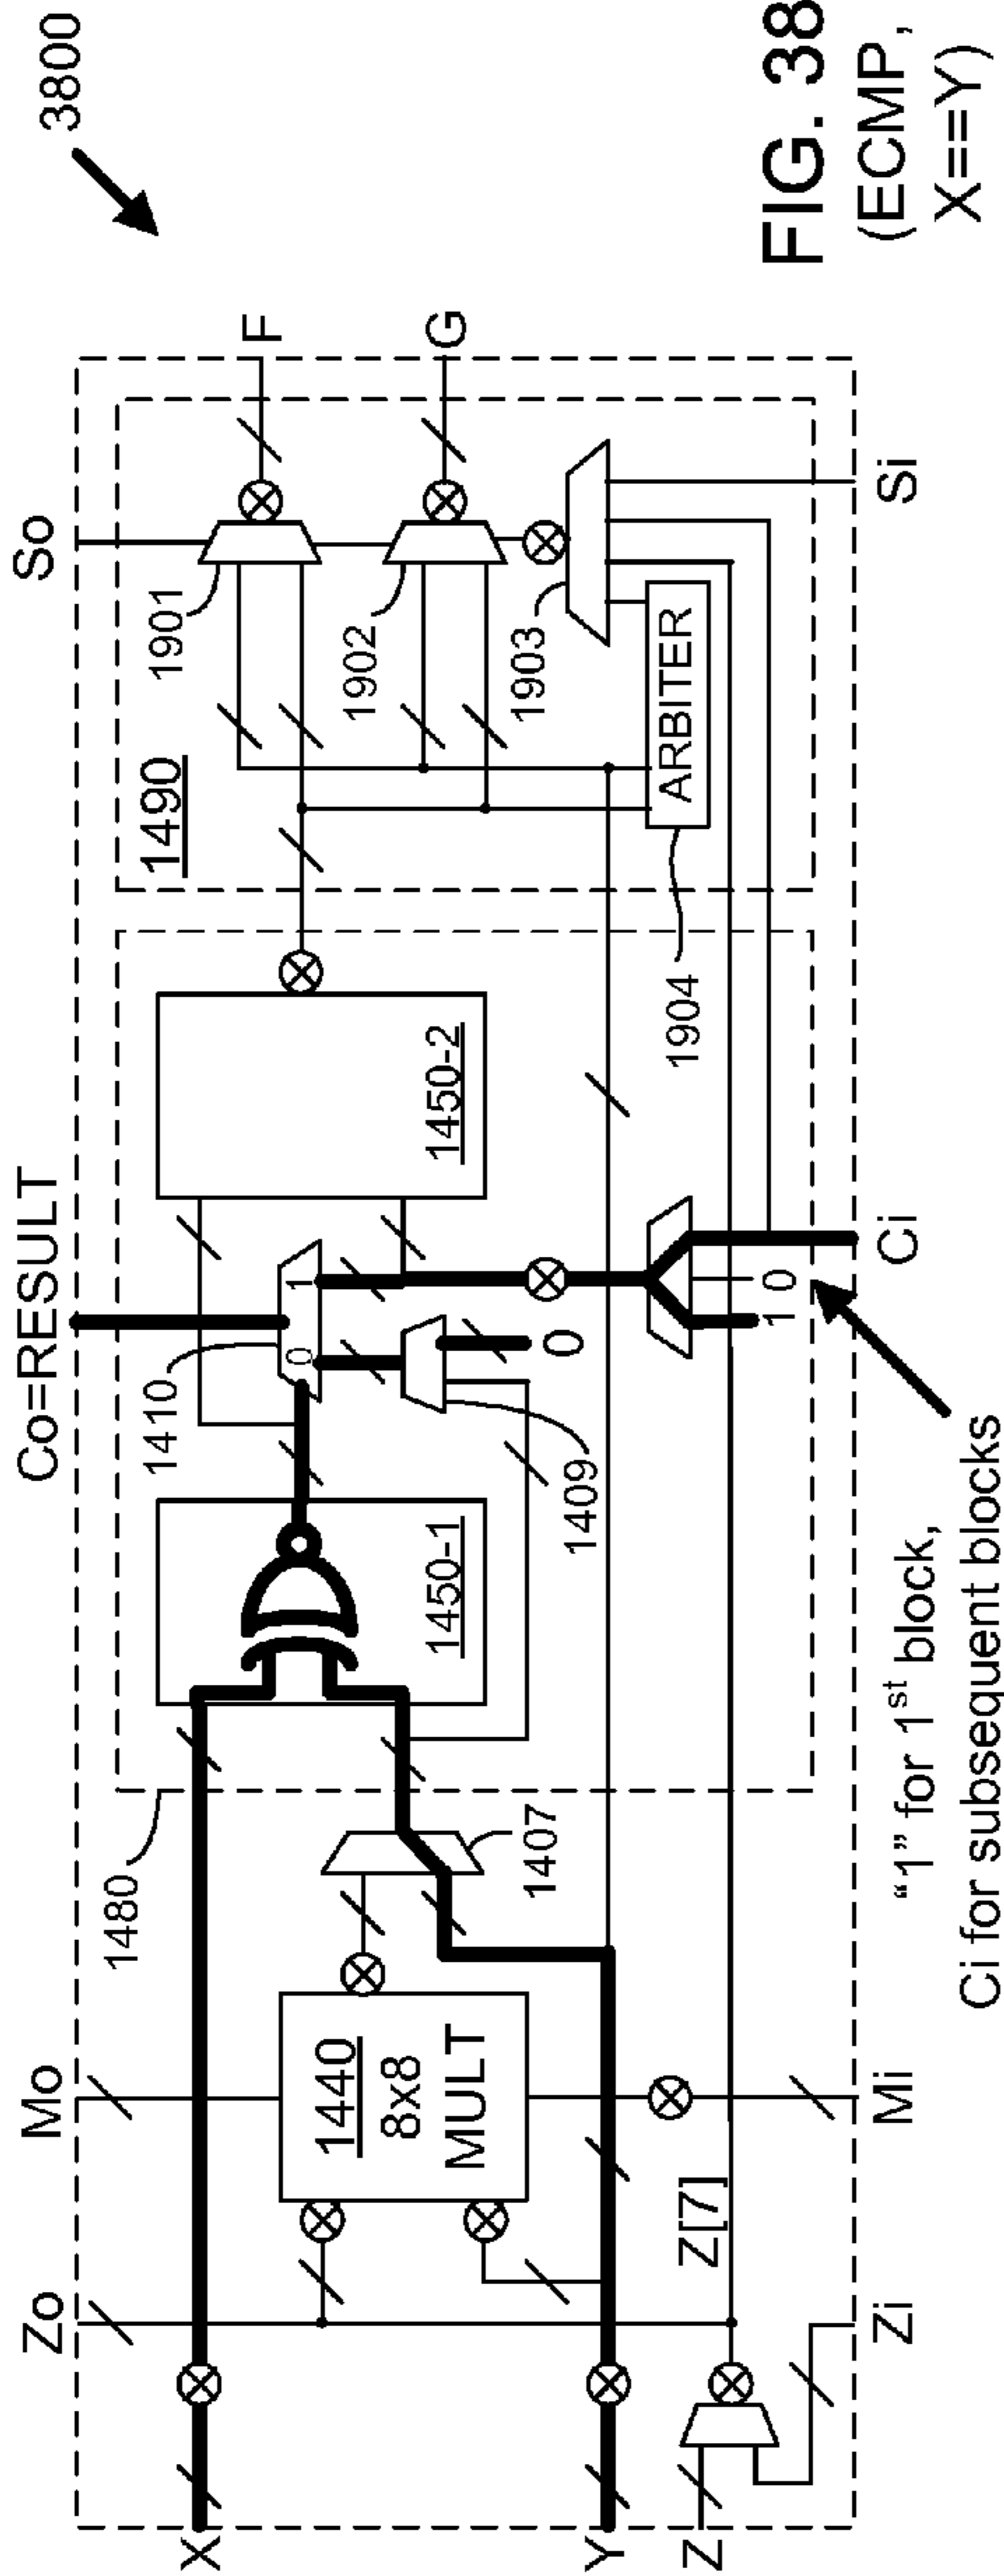 3800
Co=RESULT
So
Zo
Mo
1480
1410
1490
1901
F
X
1440
8x8
MULT
1450-1
1450-2
0
1
1902
G
1407
1409
0
1903
Y
ARBITER
1904
Z[7]
Z
1
0
Zi
Mi
Ci
Si
"1" for 1st block,
Ci for subsequent blocks
FIG. 38
(ECMP,
X==Y)